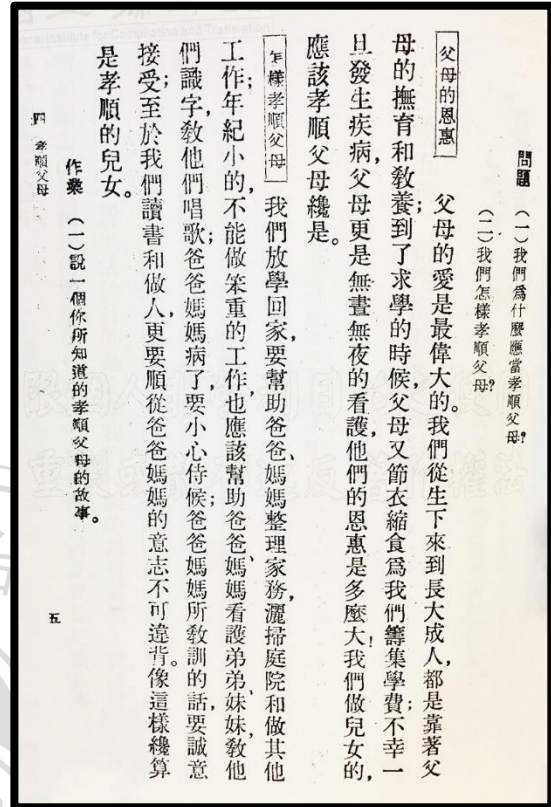 問題
(一)我們爲什麼應當孝順父母?
(二)我們怎樣孝順父母?
父母的恩惠 父母的愛是最偉大的。我們從生下來到長大成人,都是靠著父
母的撫育和敎養;到了求學的時候,父母又節衣縮食爲我們籌集學費;不幸一
旦發生疾病,父母更是無晝無夜的看護,他們的恩惠是多麼大!我們做兒女的,
應該孝順父母纔是。
怎樣孝順父母 我們放學回家,要幫助爸爸、媽媽整理家務,灑掃庭院和做其他
工作;年紀小的,不能做笨重的工作,也應該幫助爸爸、媽媽看護弟弟、妹妹,敎他
們識字,敎他們唱歌;爸爸媽媽病了,要小心侍候;爸爸媽媽所敎訓的話,要誠意
接受;至於我們讀書和做人,更要順從爸爸媽媽的意志不可違背。像這樣纔算
是孝順的兒女。
作業 (一)說一個你所知道的孝順父母的故事。
四 孝順父母
五